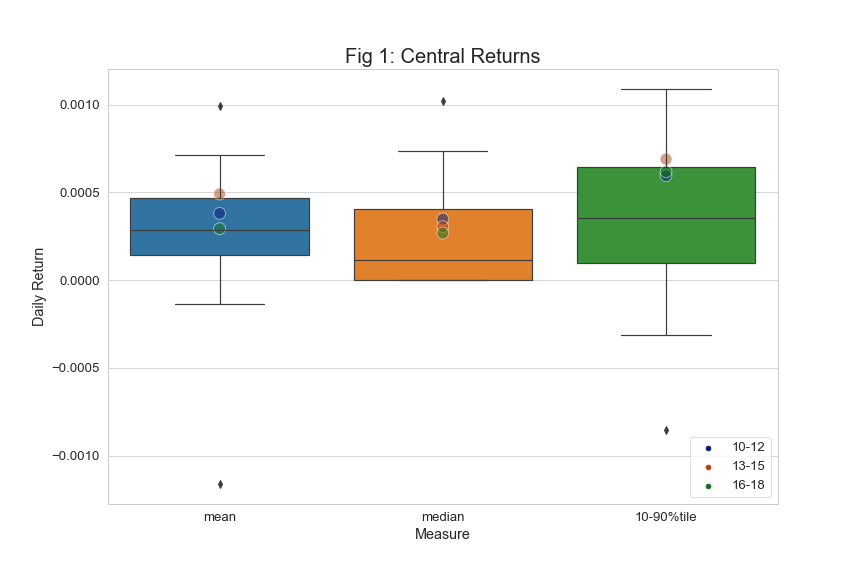 Fig 1: Central Returns
0.0010
0.0005
0.0000
−0.0005
−0.0010
Daily Return
10-12
13-15
16-18
mean
median
10-90%tile
Measure